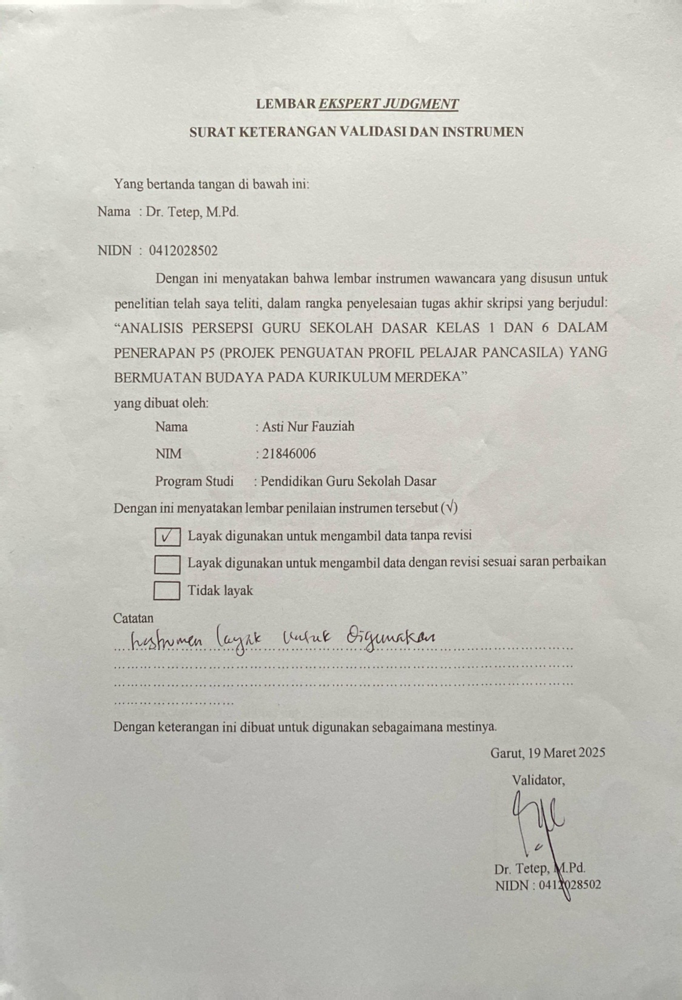 LEMBAR EKSPERT JUDGMENT
SURAT KETERANGAN VALIDASI DAN INSTRUMEN
Yang bertanda tangan di bawah ini:
Nama : Dr. Tetep, M.Pd.
NIDN : 0412028502
Dengan ini menyatakan bahwa lembar instrumen wawancara yang disusun untuk
penelitian telah saya teliti, dalam rangka penyelesaian tugas akhir skripsi yang berjudul:
“ANALISIS PERSEPSI GURU SEKOLAH DASAR KELAS 1 DAN 6 DALAM
PENERAPAN P5 (PROJEK PENGUATAN PROFIL PELAJAR PANCASILA) YANG
BERMUATAN BUDAYA PADA KURIKULUM MERDEKA”
yang dibuat oleh:
Nama : Asti Nur Fauziah
NIM : 21846006
Program Studi : Pendidikan Guru Sekolah Dasar
Dengan ini menyatakan lembar penilaian instrumen tersebut (√)
✓ Layak digunakan untuk mengambil data tanpa revisi
Layak digunakan untuk mengambil data dengan revisi sesuai saran perbaikan
Tidak layak
Catatan
Instrumen layak untuk digunakan
Dengan keterangan ini dibuat untuk digunakan sebagaimana mestinya.
Garut, 19 Maret 2025
Validator,
Dr. Tetep, M.Pd.
NIDN : 0412028502